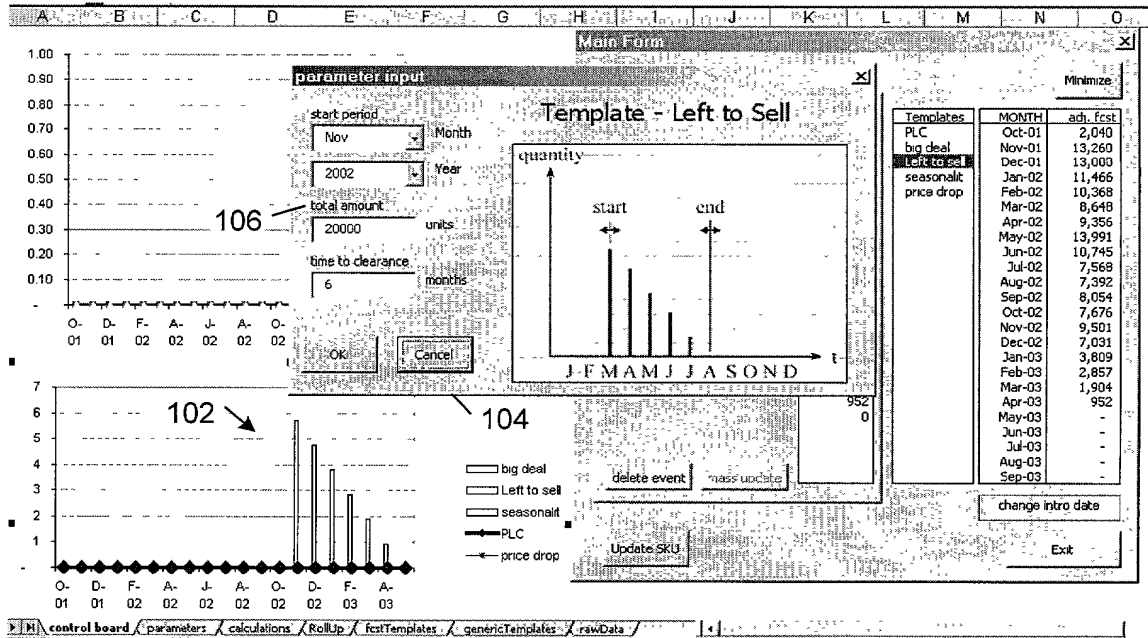 A B C D E F G H I J K L M N O
Main Form
Minimize
parameter input
Template - Left to Sell
start period
Nov
Month
2002
Year
106
total amount
20000
units
time to clearance
6
months
OK
Cancel
quantity
start
end
t
J F M A M J J A S O N D
104
1.00
0.90
0.80
0.70
0.60
0.50
0.40
0.30
0.20
0.10
-
O-01 D-01 F-02 A-02 J-02 A-02 O-02
Templates
PLC
big deal
Left to sell
seasonalit
price drop
MONTH adj. fcst
Oct-01 2,040
Nov-01 13,260
Dec-01 13,000
Jan-02 11,466
Feb-02 10,368
Mar-02 8,648
Apr-02 9,356
May-02 13,991
Jun-02 10,745
Jul-02 7,568
Aug-02 7,392
Sep-02 8,054
Oct-02 7,676
Nov-02 9,501
Dec-02 7,031
Jan-03 3,809
Feb-03 2,857
Mar-03 1,904
Apr-03 952
May-03 -
Jun-03 -
Jul-03 -
Aug-03 -
Sep-03 -
952
0
delete event
mass update
change intro date
Update SKU
Exit
102
7
6
5
4
3
2
1
-
O-01 D-01 F-02 A-02 J-02 A-02 O-02 D-02 F-03 A-03
big deal
Left to sell
seasonalit
PLC
price drop
control board / parameters / calculations / RollUp / fcstTemplates / genericTemplates / rawData